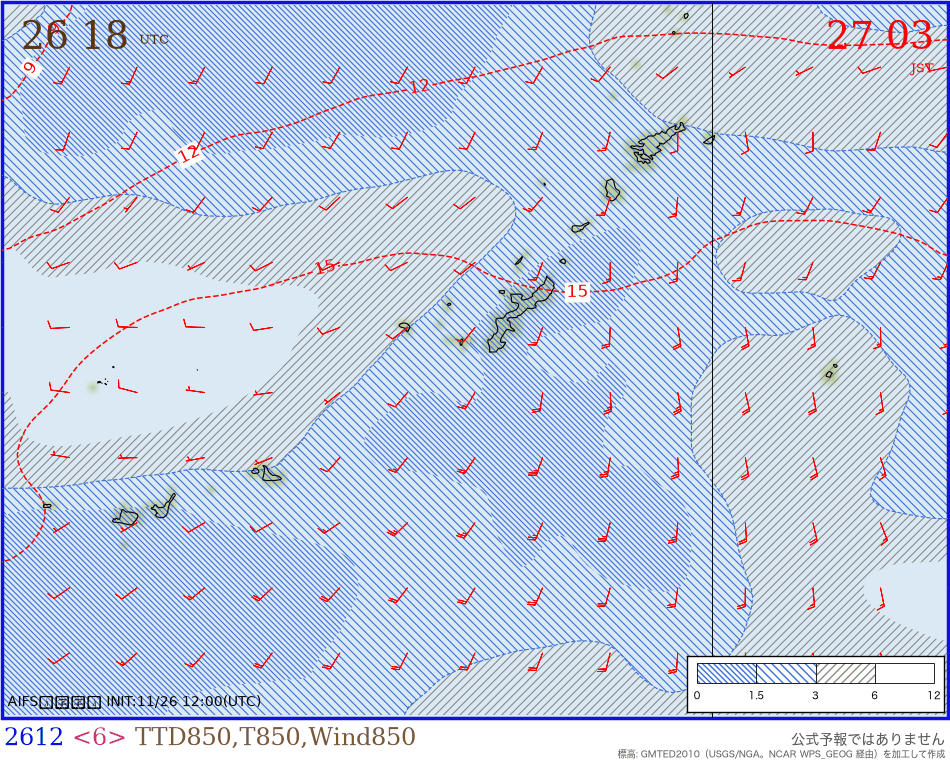 26 18 UTC
27 03
JST
9
12
12
15
15
0 1.5 3 6 12
AIFS INIT:11/26 12:00(UTC)
2612 <6> TTD850,T850,Wind850
公式予報ではありません
標高: GMTED2010（USGS/NGA。NCAR WPS_GEOG 経由）を加工して作成